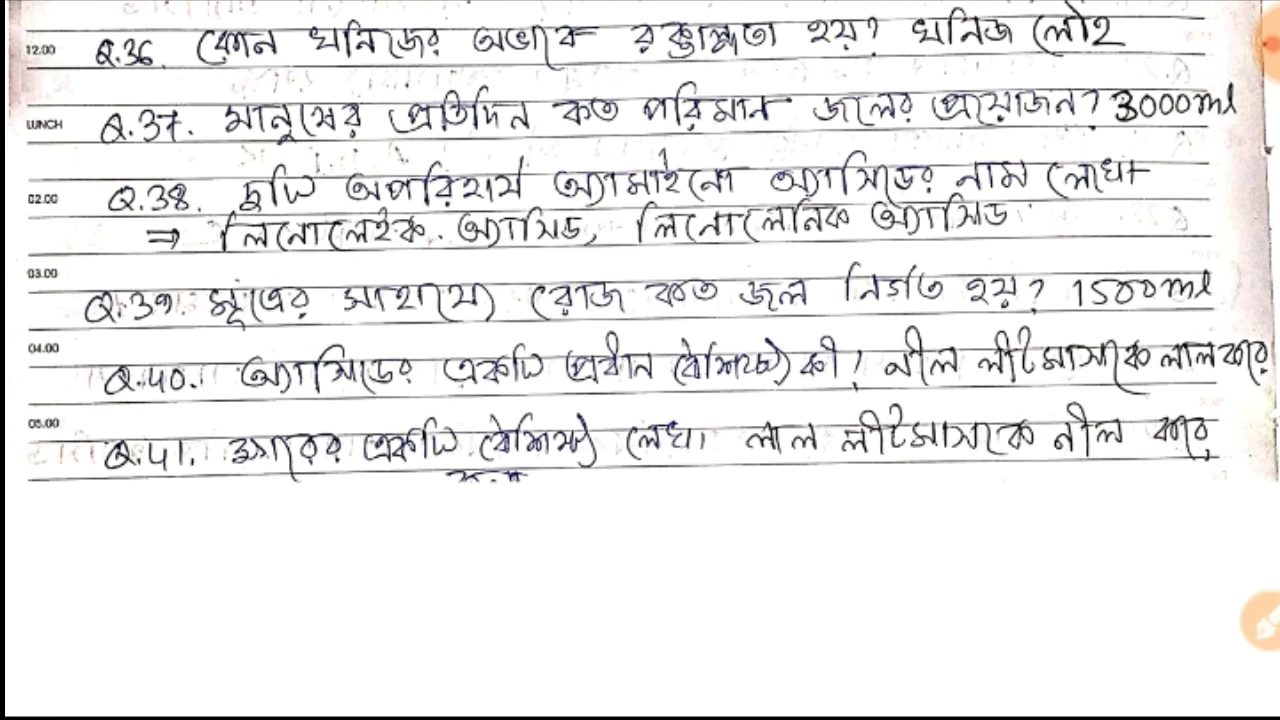 12.00 Q.36. কোন খনিজের অভাবে রক্তাল্পতা হয়? খনিজ লৌহ
LUNCH Q.37. মানুষের প্রতিদিন কত পরিমান জলের প্রয়োজন? 3000ml
02.00 Q.38. দুটি অপরিহার্য অ্যামাইনো অ্যাসিডের নাম লেখো
⇒ লিনোলেইক অ্যাসিড, লিনোলেনিক অ্যাসিড
03.00 Q.39. মূত্রের সাহায্যে রোজ কত জল নির্গত হয়? 1500ml
04.00 Q.40. অ্যাসিডের একটি প্রধান বৈশিষ্ট্য কী? নীল লীটমাসকে লাল করে
05.00 Q.41. ক্ষারের একটি বৈশিষ্ট্য লেখ। লাল লীটমাসকে নীল করে